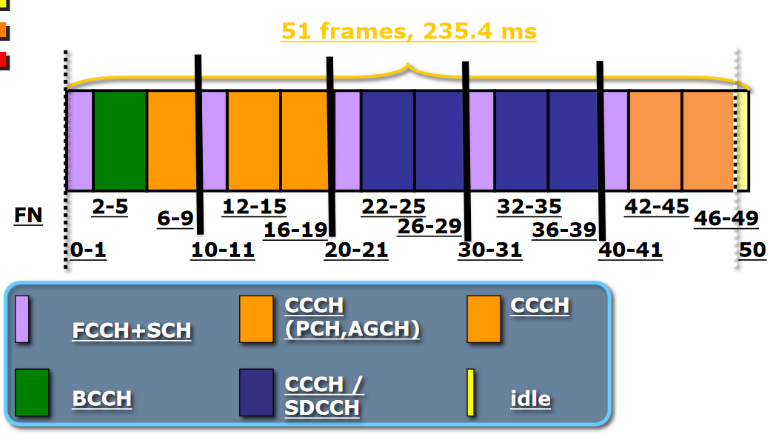 51 frames, 235.4 ms
FN
2-5
12-15
22-25
32-35
42-45
6-9
16-19
26-29
36-39
46-49
0-1
10-11
20-21
30-31
40-41
50
FCCH+SCH
CCCH
(PCH,AGCH)
CCCH
BCCH
CCCH /
SDCCH
idle